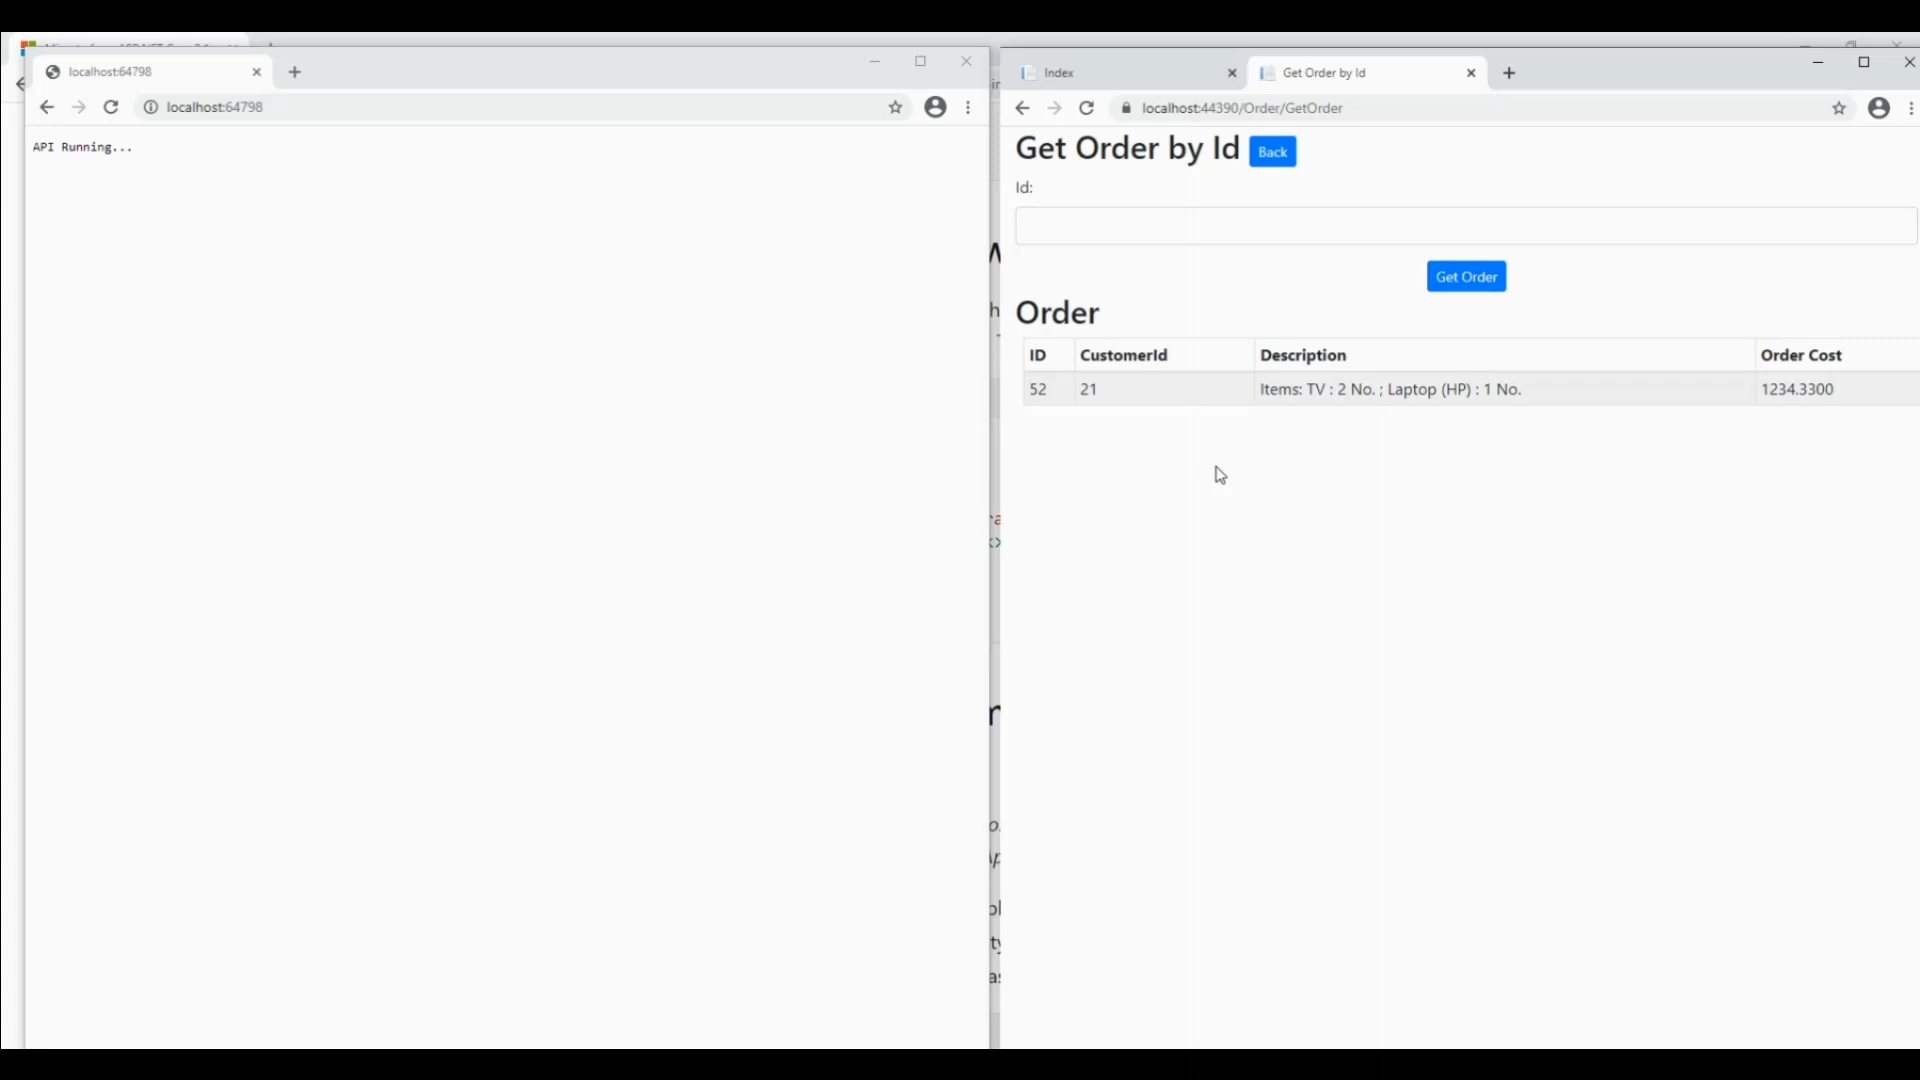 localhost:64798
localhost:64798
API Running...
Index
Get Order by Id
localhost:44390/Order/GetOrder
Get Order by Id Back
Id:
Get Order
Order
ID CustomerId Description Order Cost
52 21 Items: TV : 2 No. ; Laptop (HP) : 1 No. 1234.3300